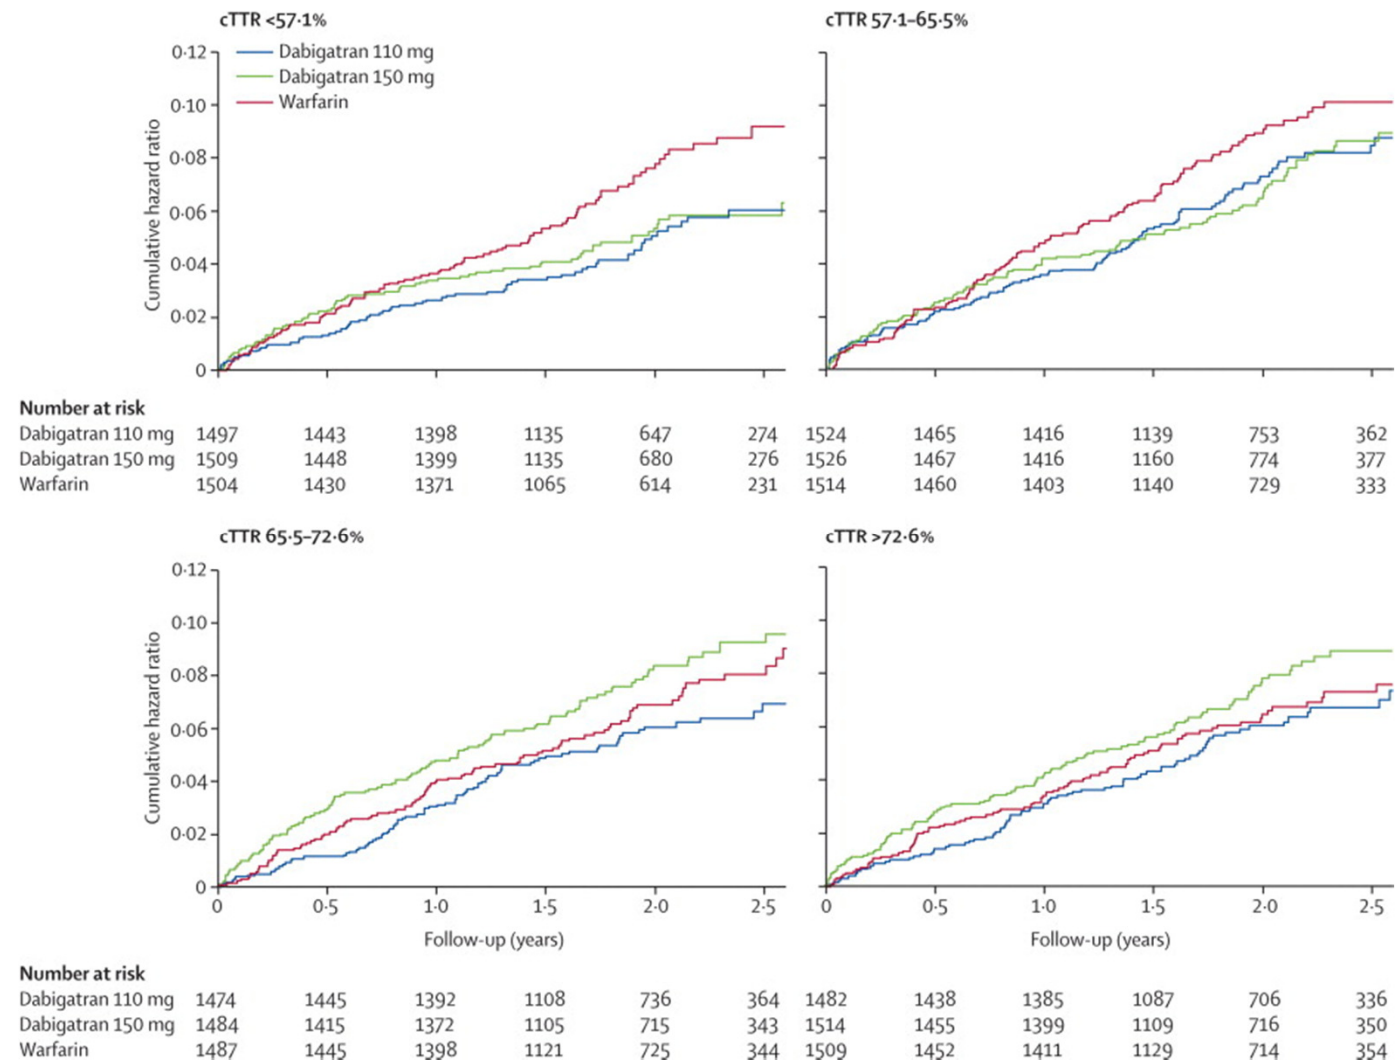 cTTR <57·1%
cTTR 57·1–65·5%
0·12
0·10
0·08
0·06
0·04
0·02
0
Cumulative hazard ratio
Dabigatran 110 mg
Dabigatran 150 mg
Warfarin
Number at risk
Dabigatran 110 mg 1497 1443 1398 1135 647 274 1524 1465 1416 1139 753 362
Dabigatran 150 mg 1509 1448 1399 1135 680 276 1526 1467 1416 1160 774 377
Warfarin 1504 1430 1371 1065 614 231 1514 1460 1403 1140 729 333
cTTR 65·5–72·6%
cTTR >72·6%
0·12
0·10
0·08
0·06
0·04
0·02
0
Cumulative hazard ratio
0 0·5 1·0 1·5 2·0 2·5 0 0·5 1·0 1·5 2·0 2·5
Follow-up (years) Follow-up (years)
Number at risk
Dabigatran 110 mg 1474 1445 1392 1108 736 364 1482 1438 1385 1087 706 336
Dabigatran 150 mg 1484 1415 1372 1105 715 343 1514 1455 1399 1109 716 350
Warfarin 1487 1445 1398 1121 725 344 1509 1452 1411 1129 714 354